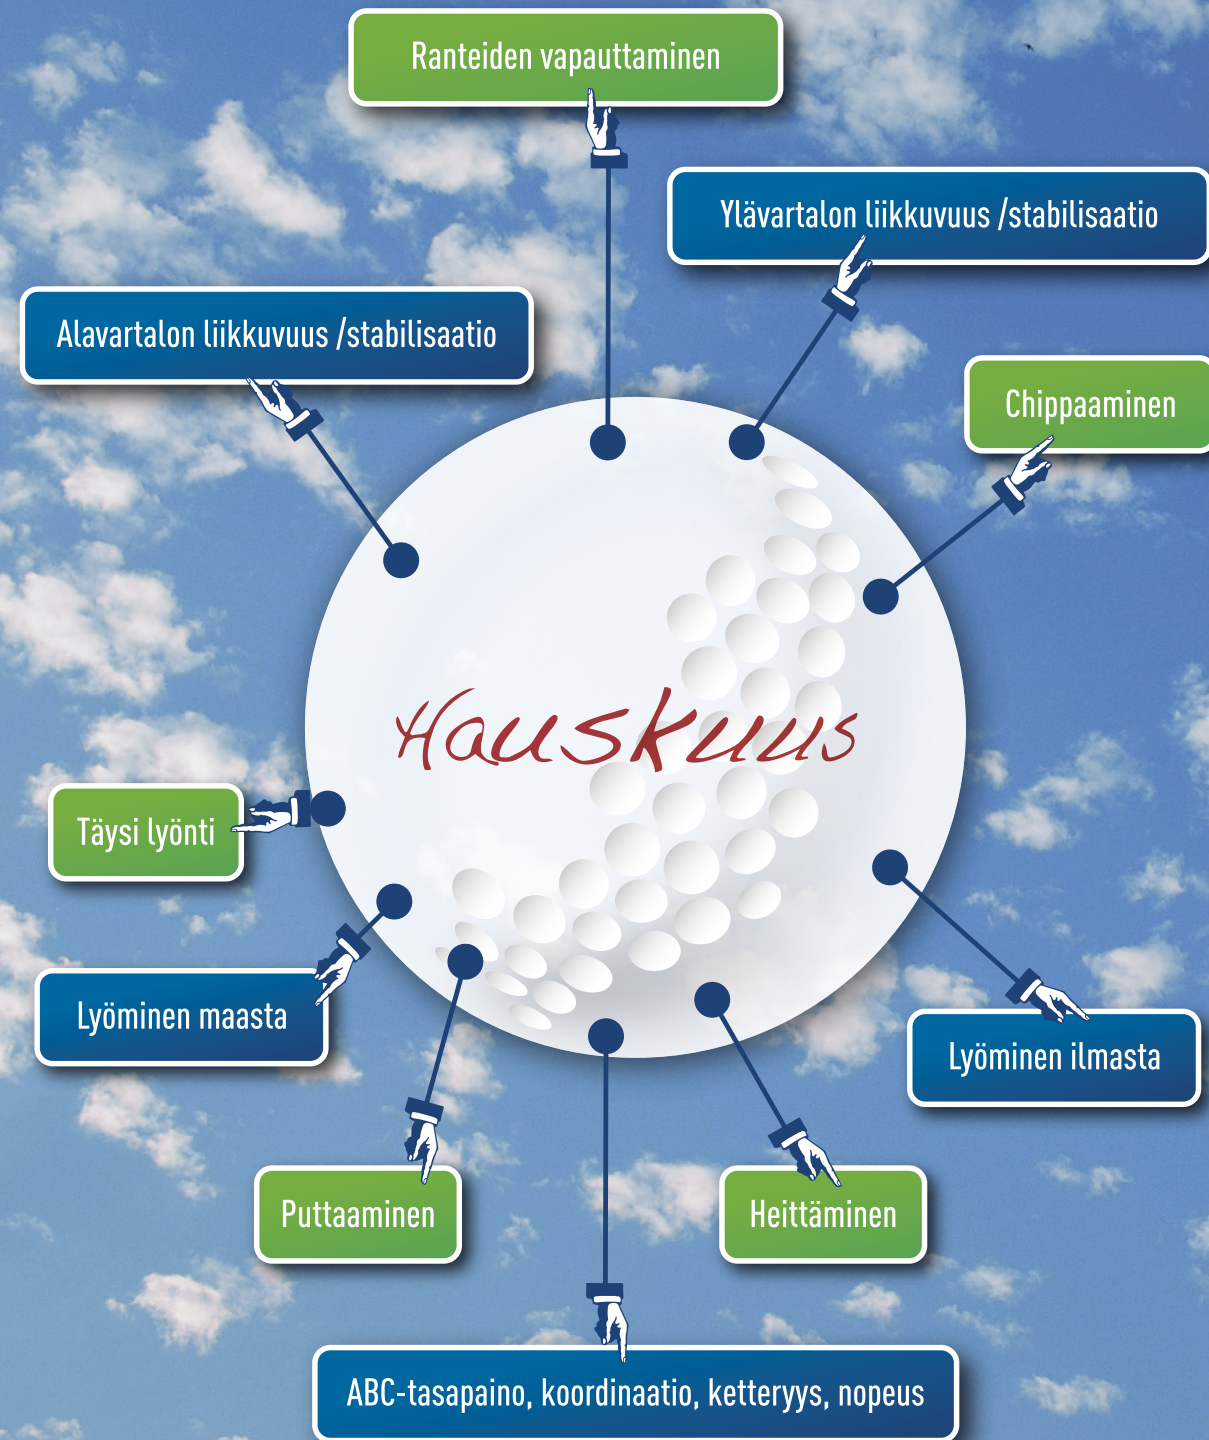 Ranteiden vapauttaminen
Ylävartalon liikkuvuus /stabilisaatio
Alavartalon liikkuvuus /stabilisaatio
Chippaaminen
Hauskuus
Täysi lyönti
Lyöminen maasta
Lyöminen ilmasta
Puttaaminen
Heittäminen
ABC-tasapaino, koordinaatio, ketteryys, nopeus